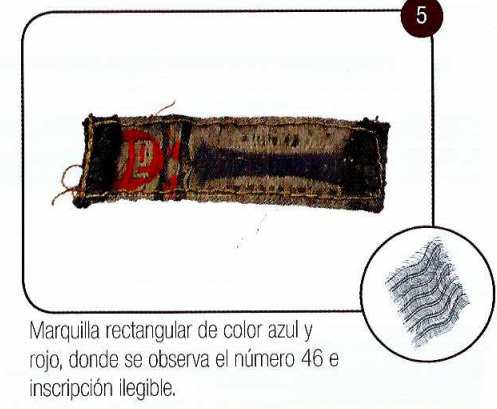 5
Marquilla rectangular de color azul y
rojo, donde se observa el número 46 e
inscripción ilegible.